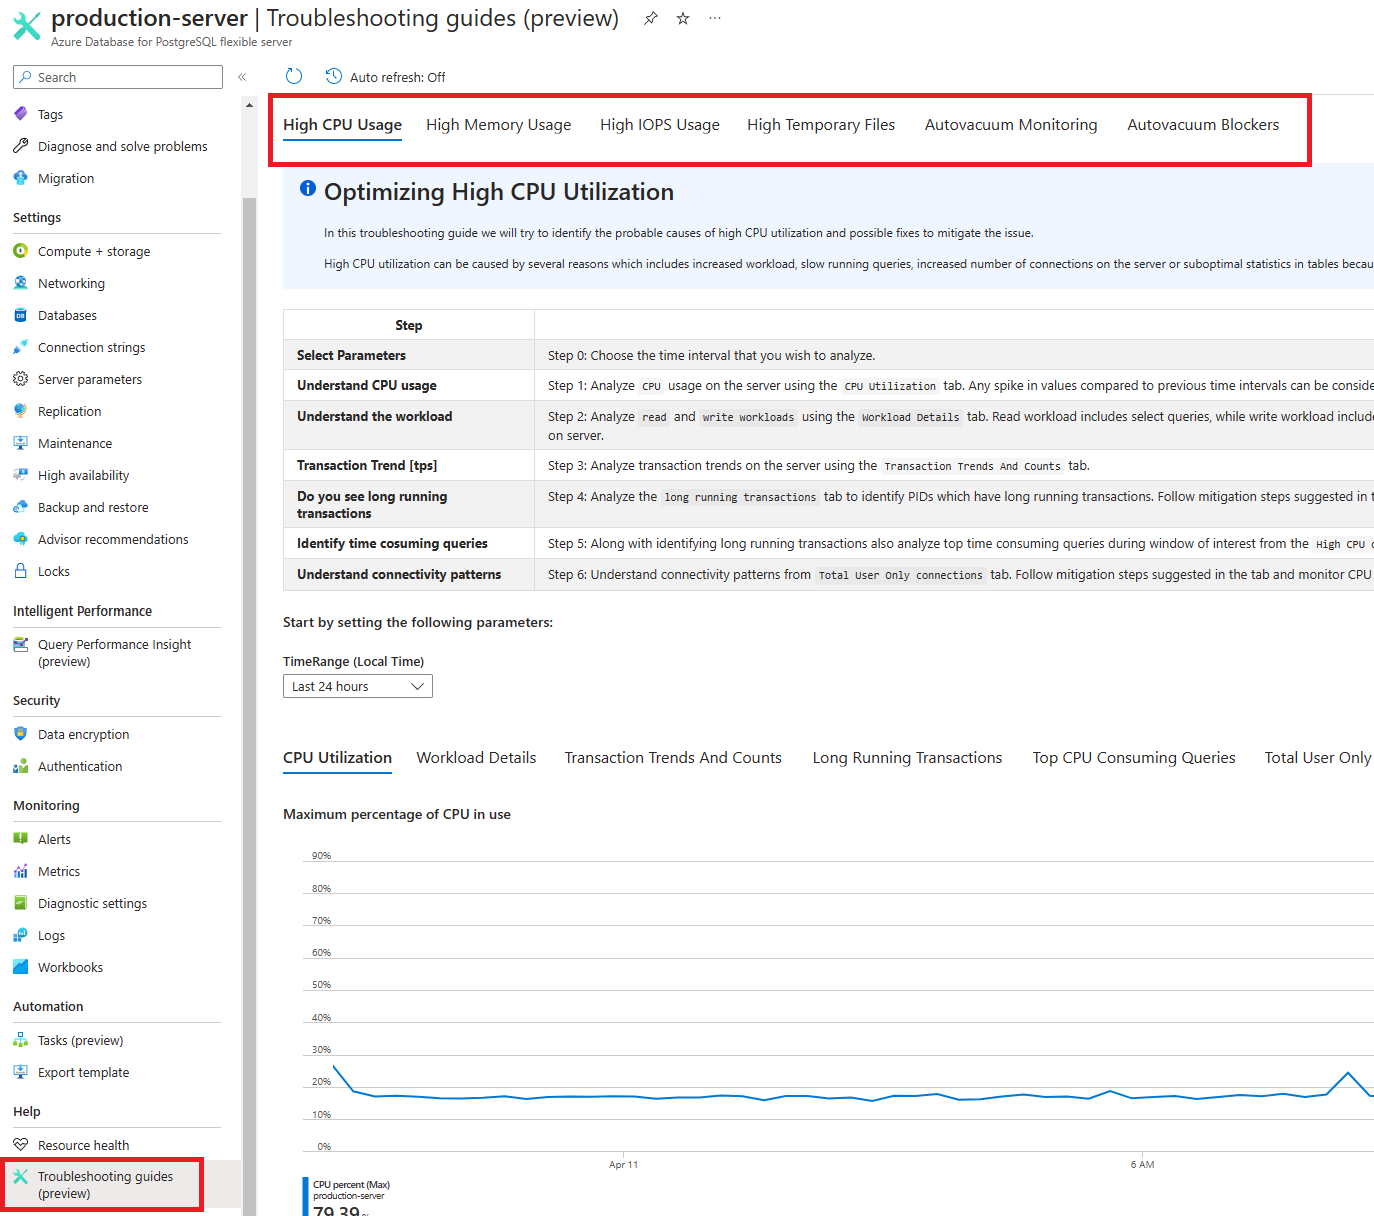 production-server | Troubleshooting guides (preview)
Azure Database for PostgreSQL flexible server
Search
Tags
Diagnose and solve problems
Migration
Settings
Compute + storage
Networking
Databases
Connection strings
Server parameters
Replication
Maintenance
High availability
Backup and restore
Advisor recommendations
Locks
Intelligent Performance
Query Performance Insight
(preview)
Security
Data encryption
Authentication
Monitoring
Alerts
Metrics
Diagnostic settings
Logs
Workbooks
Automation
Tasks (preview)
Export template
Help
Resource health
Troubleshooting guides
(preview)
Auto refresh: Off
High CPU Usage High Memory Usage High IOPS Usage High Temporary Files Autovacuum Monitoring Autovacuum Blockers
Optimizing High CPU Utilization
In this troubleshooting guide we will try to identify the probable causes of high CPU utilization and possible fixes to mitigate the issue.
High CPU utilization can be caused by several reasons which includes increased workload, slow running queries, increased number of connections on the server or suboptimal statistics in tables becau
Step
Select Parameters
Step 0: Choose the time interval that you wish to analyze.
Understand CPU usage
Step 1: Analyze CPU usage on the server using the CPU Utilization tab. Any spike in values compared to previous time intervals can be conside
Understand the workload
Step 2: Analyze read and write workloads using the Workload Details tab. Read workload includes select queries, while write workload include
on server.
Transaction Trend [tps]
Step 3: Analyze transaction trends on the server using the Transaction Trends And Counts tab.
Do you see long running
transactions
Step 4: Analyze the long running transactions tab to identify PIDs which have long running transactions. Follow mitigation steps suggested in t
Identify time cosuming queries
Step 5: Along with identifying long running transactions also analyze top time consuming queries during window of interest from the High CPU c
Understand connectivity patterns
Step 6: Understand connectivity patterns from Total User Only connections tab. Follow mitigation steps suggested in the tab and monitor CPU
Start by setting the following parameters:
TimeRange (Local Time)
Last 24 hours
CPU Utilization Workload Details Transaction Trends And Counts Long Running Transactions Top CPU Consuming Queries Total User Only
Maximum percentage of CPU in use
90%
80%
70%
60%
50%
40%
30%
20%
10%
0%
Apr 11 6 AM
CPU percent (Max)
production-server
79.39 %